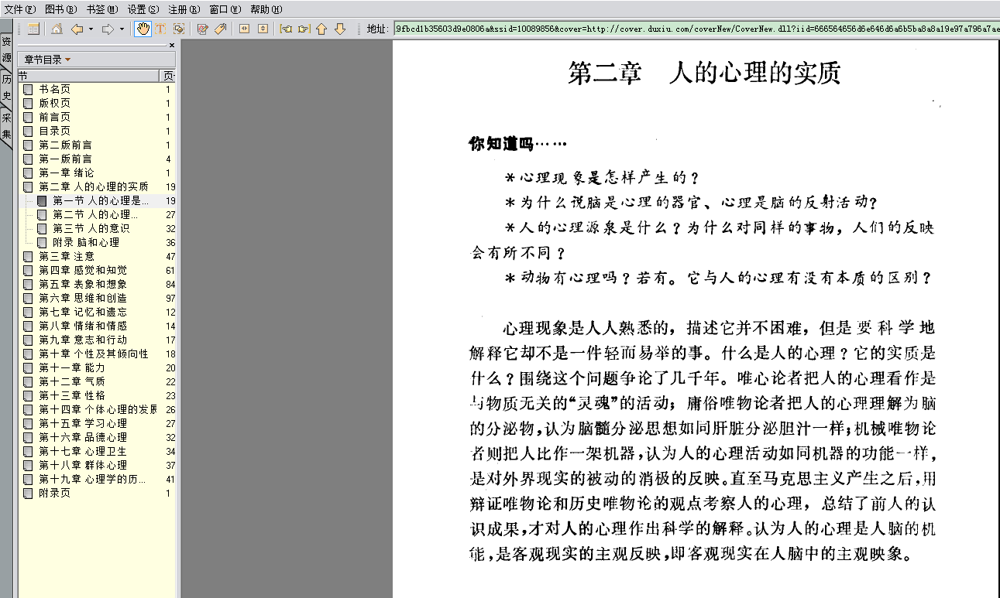 文件(F) 图书(B) 书签(M) 设置(S) 注册(R) 窗口(W) 帮助(H)
地址: 9fbcd1b35603d9e0806a&ssid=10089856&cover=http://cover.duxiu.com/coverNew/CoverNew.dll?iid=666564656d6e646d6a6b5ba8a8a19e97a796a7ae
资源
历史
采集
章节目录
节 页
书名页 1
版权页 1
前言页 1
目录页 1
第二版前言 1
第一版前言 4
第一章 绪论 1
第二章 人的心理的实质 19
第一节 人的心理是... 19
第二节 人的心理... 27
第三节 人的意识 32
附录 脑和心理 36
第三章 注意 47
第四章 感觉和知觉 61
第五章 表象和想象 84
第六章 思维和创造 97
第七章 记忆和遗忘 12
第八章 情绪和情感 14
第九章 意志和行动 17
第十章 个性及其倾向性 18
第十一章 能力 20
第十二章 气质 22
第十三章 性格 23
第十四章 个体心理的发展 26
第十五章 学习心理 27
第十六章 品德心理 32
第十七章 心理卫生 34
第十八章 群体心理 37
第十九章 心理学的历... 41
附录页 1
第二章 人的心理的实质
你知道吗……
＊心理现象是怎样产生的？
＊为什么说脑是心理的器官、心理是脑的反射活动？
＊人的心理源泉是什么？为什么对同样的事物，人们的反映
会有所不同？
＊动物有心理吗？若有。它与人的心理有没有本质的区别？
心理现象是人人熟悉的，描述它并不困难，但是要科学地
解释它却不是一件轻而易举的事。什么是人的心理？它的实质是
什么？围绕这个问题争论了几千年。唯心论者把人的心理看作是
与物质无关的“灵魂”的活动；庸俗唯物论者把人的心理理解为脑
的分泌物，认为脑髓分泌思想如同肝脏分泌胆汁一样；机械唯物论
者则把人比作一架机器，认为人的心理活动如同机器的功能一样，
是对外界现实的被动的消极的反映。直至马克思主义产生之后，用
辩证唯物论和历史唯物论的观点考察人的心理，总结了前人的认
识成果，才对人的心理作出科学的解释。认为人的心理是人脑的机
能，是客观现实的主观反映，即客观现实在人脑中的主观映象。